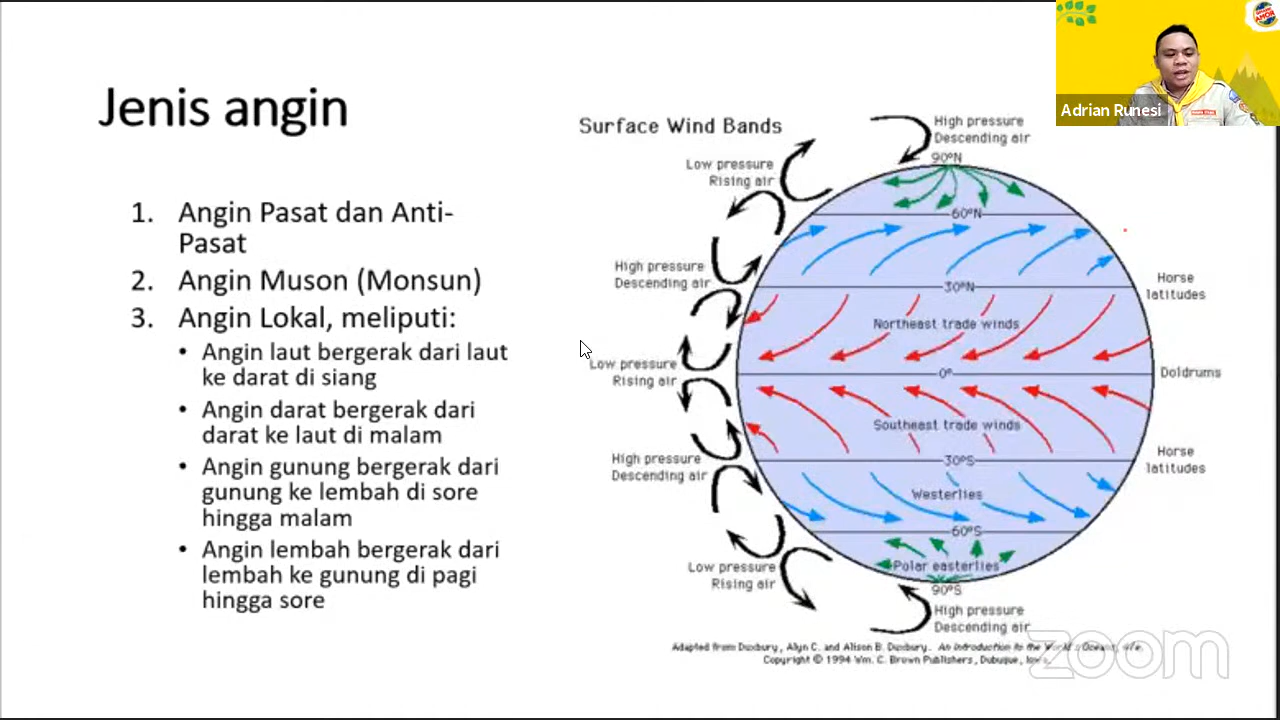 Jenis angin
1. Angin Pasat dan Anti-
Pasat
2. Angin Muson (Monsun)
3. Angin Lokal, meliputi:
• Angin laut bergerak dari laut
ke darat di siang
• Angin darat bergerak dari
darat ke laut di malam
• Angin gunung bergerak dari
gunung ke lembah di sore
hingga malam
• Angin lembah bergerak dari
lembah ke gunung di pagi
hingga sore
Surface Wind Bands
High pressure
Descending air
90°N
Low pressure
Rising air
60°N
High pressure
Descending air
30°N
Horse
latitudes
Northeast trade winds
Low pressure
Rising air
0°
Doldrums
Southeast trade winds
High pressure
Descending air
30°S
Horse
latitudes
Westerlies
60°S
Low pressure
Rising air
Polar easterlies
90°S
High pressure
Descending air
Adapted from Duxbury, Alyn C. and Alison B. Duxbury. An Introduction to the World's Oceans, 4/e.
Copyright © 1994 Wm. C. Brown Publishers, Dubuque,
zoom
Adrian Runesi